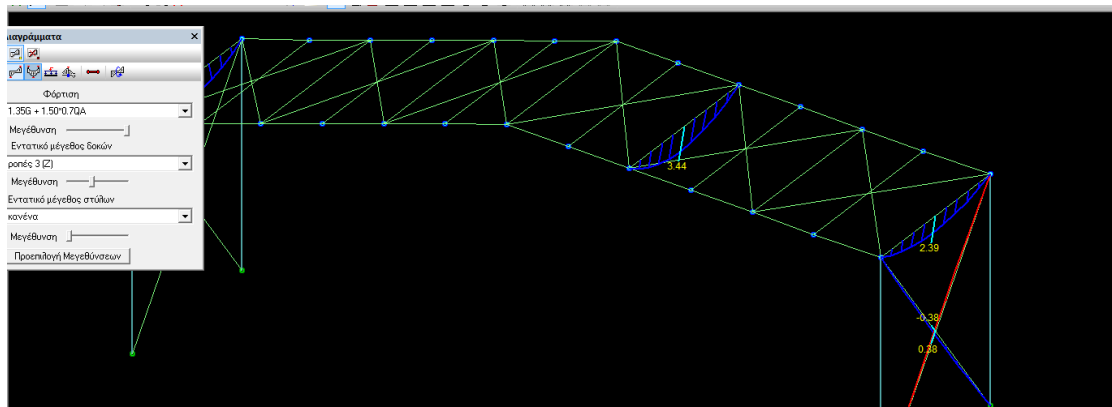 ιαγράμματα
Φόρτιση
1.35G + 1.50*0.7QA
Μεγέθυνση
Εντατικό μέγεθος δοκών
ροπές 3 (Z)
Μεγέθυνση
Εντατικό μέγεθος στύλων
κανένα
Μεγέθυνση
Προεπιλογή Μεγεθύνσεων
3.44
2.39
-0.38
0.38